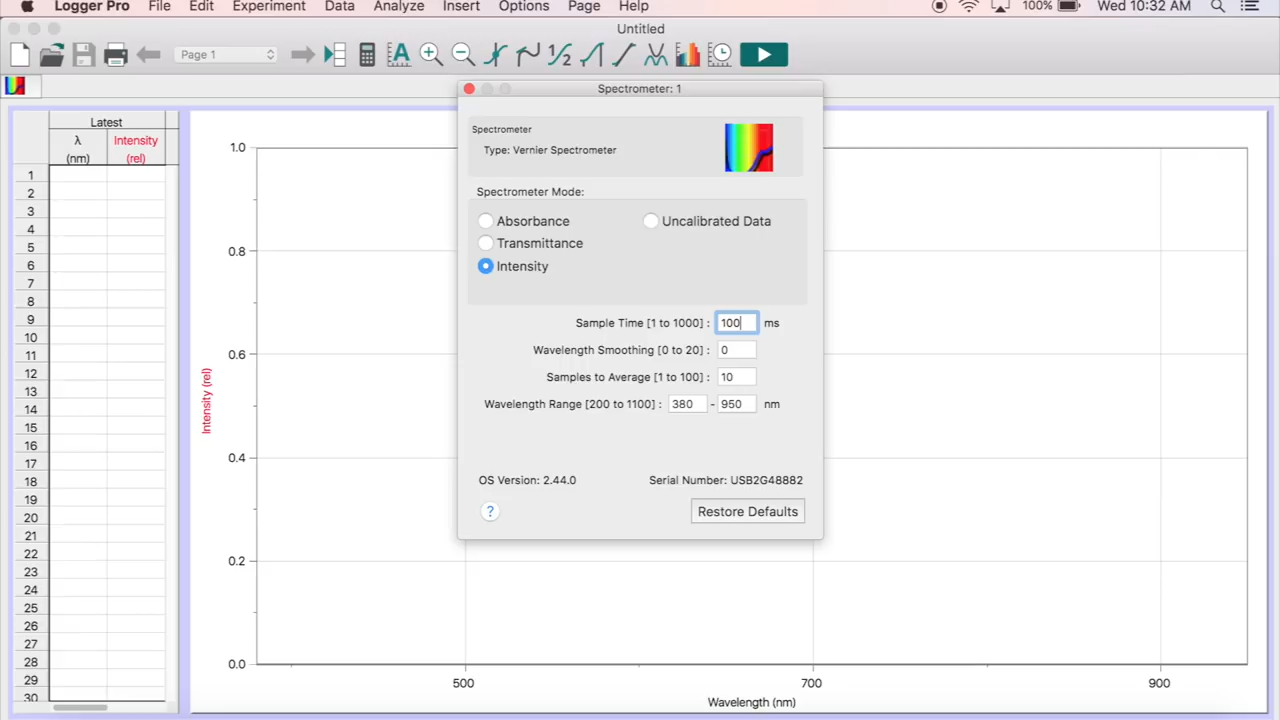 Logger Pro File Edit Experiment Data Analyze Insert Options Page Help 100% Wed 10:32 AM
Untitled
Page 1
Latest
λ Intensity
(nm) (rel)
1
2
3
4
5
6
7
8
9
10
11
12
13
14
15
16
17
18
19
20
21
22
23
24
25
26
27
28
29
30
Intensity (rel)
1.0
0.8
0.6
0.4
0.2
0.0
500 700 900
Wavelength (nm)
Spectrometer: 1
Spectrometer
Type: Vernier Spectrometer
Spectrometer Mode:
Absorbance Uncalibrated Data
Transmittance
Intensity
Sample Time [1 to 1000] : 100 ms
Wavelength Smoothing [0 to 20] : 0
Samples to Average [1 to 100] : 10
Wavelength Range [200 to 1100] : 380 - 950 nm
OS Version: 2.44.0 Serial Number: USB2G48882
? Restore Defaults